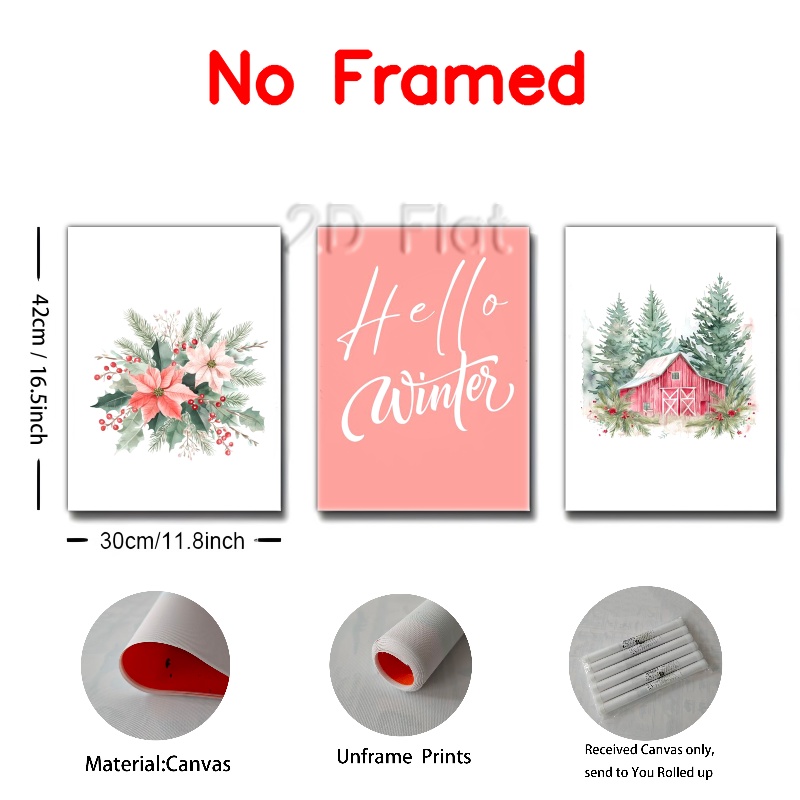 No Framed
2D Flat
Hello
Winter
42cm / 16.5inch
30cm/11.8inch
Material:Canvas
Unframe Prints
Received Canvas only,
send to You Rolled up